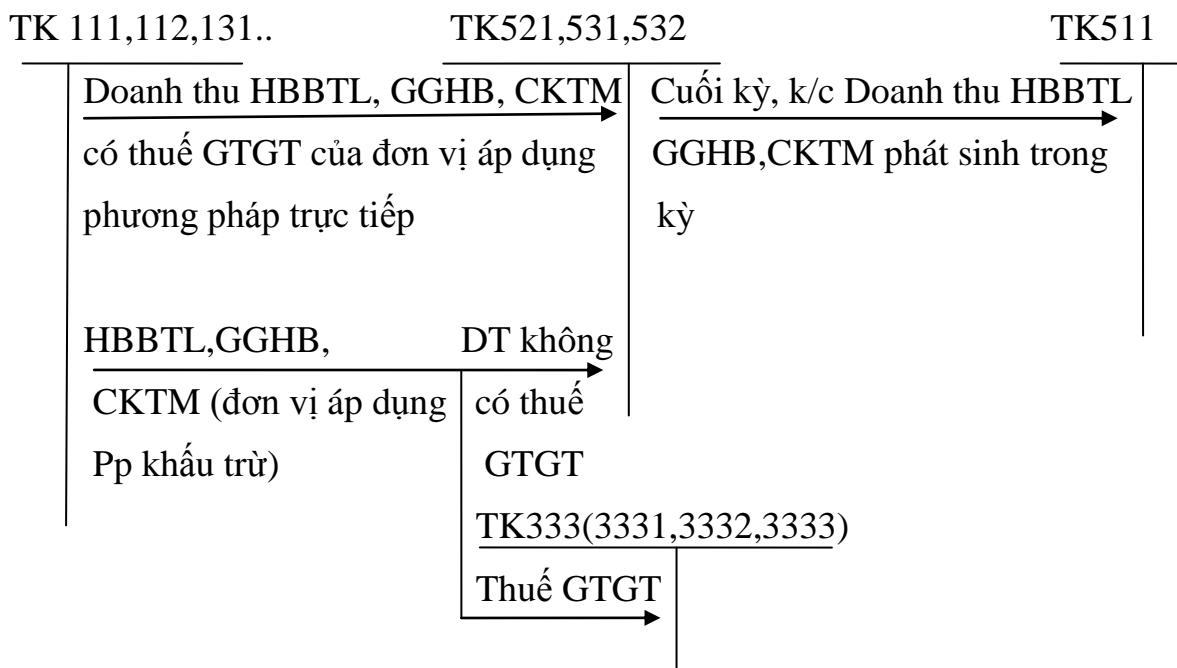 TK 111,112,131.. TK521,531,532 TK511
Doanh thu HBBTL, GGHB, CKTM Cuối kỳ, k/c Doanh thu HBBTL
có thuế GTGT của đơn vị áp dụng GGHB,CKTM phát sinh trong
phương pháp trực tiếp kỳ
HBBTL,GGHB, DT không
CKTM (đơn vị áp dụng có thuế
Pp khấu trừ) GTGT
TK333(3331,3332,3333)
Thuế GTGT